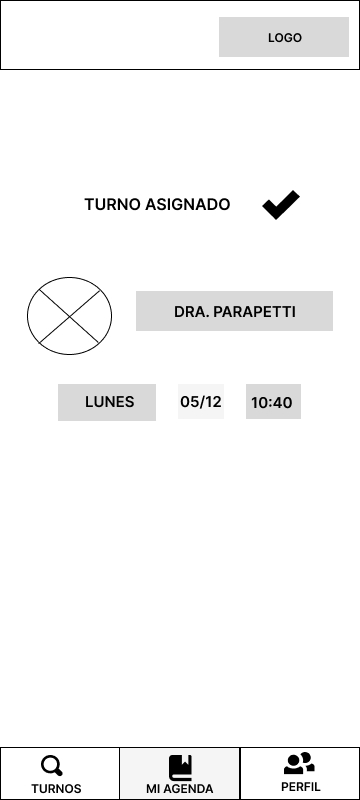 LOGO
TURNO ASIGNADO
DRA. PARAPETTI
LUNES 05/12 10:40
TURNOS MI AGENDA PERFIL